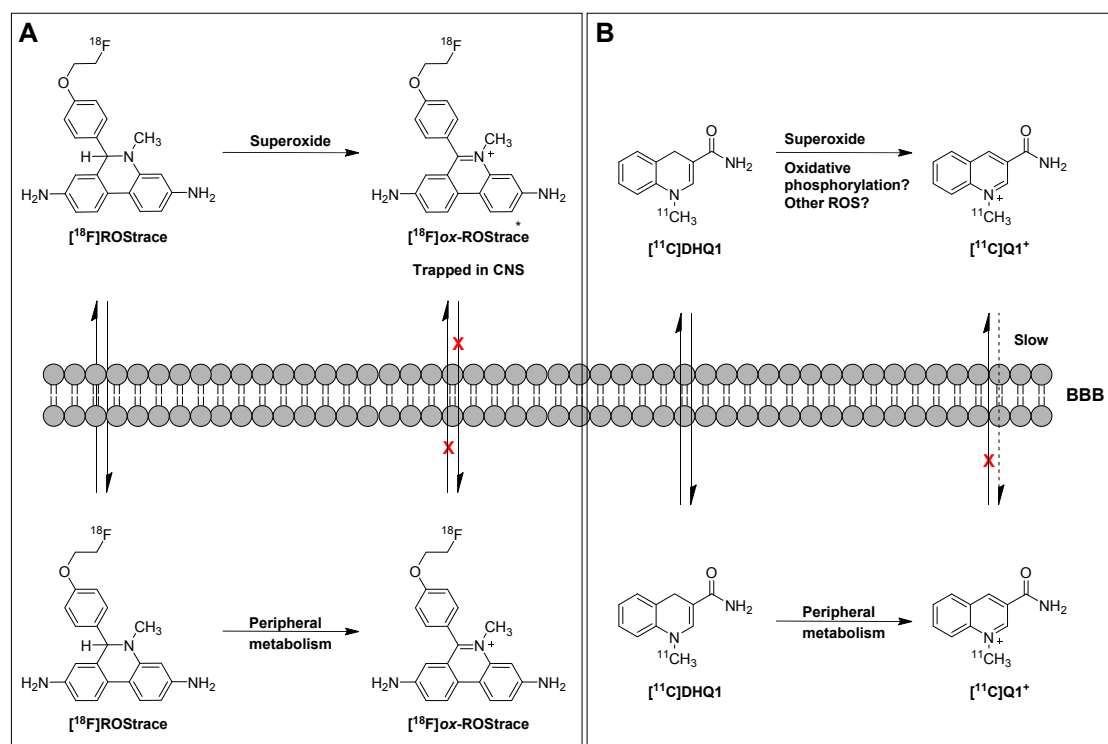 A
¹⁸F
O
CH₃
H
N
H₂N
NH₂
[¹⁸F]ROStrace
Superoxide
¹⁸F
O
CH₃
N
+
H₂N
NH₂
*
[¹⁸F]ox-ROStrace
Trapped in CNS
X
X
¹⁸F
O
CH₃
H
N
H₂N
NH₂
[¹⁸F]ROStrace
Peripheral
metabolism
¹⁸F
O
CH₃
N
+
H₂N
NH₂
[¹⁸F]ox-ROStrace
B
O
NH₂
N
¹¹CH₃
[¹¹C]DHQ1
Superoxide
Oxidative
phosphorylation?
Other ROS?
O
NH₂
N
+
¹¹CH₃
[¹¹C]Q1⁺
Slow
BBB
X
O
NH₂
N
¹¹CH₃
[¹¹C]DHQ1
Peripheral
metabolism
O
NH₂
N
+
¹¹CH₃
[¹¹C]Q1⁺